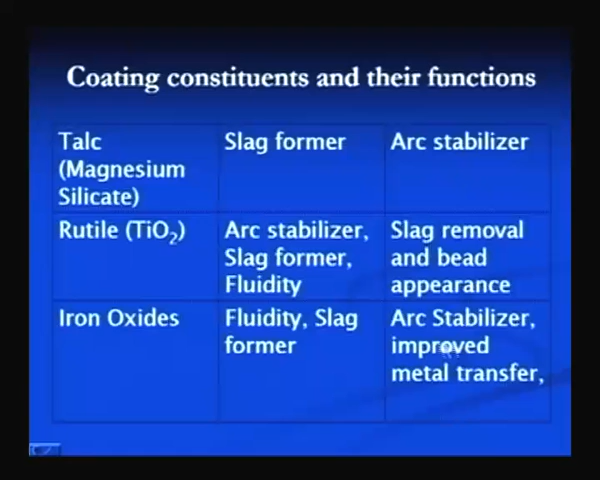 Coating constituents and their functions
Talc
(Magnesium
Silicate)
Slag former
Arc stabilizer
Rutile (TiO₂)
Arc stabilizer,
Slag former,
Fluidity
Slag removal
and bead
appearance
Iron Oxides
Fluidity, Slag
former
Arc Stabilizer,
improved
metal transfer,